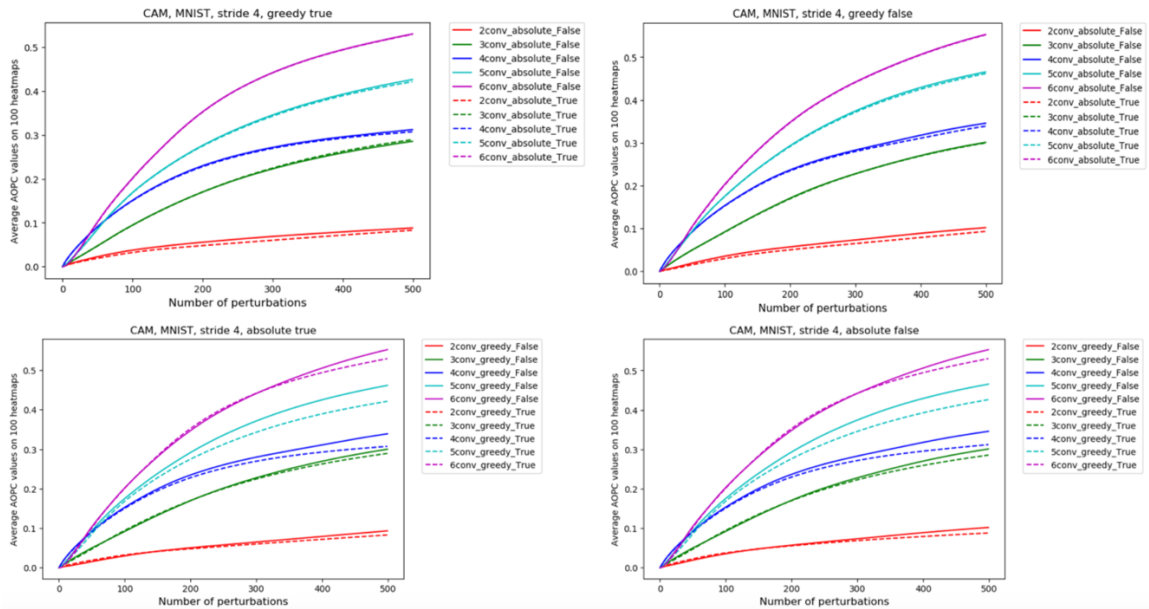 CAM, MNIST, stride 4, greedy true
Average AOPC values on 100 heatmaps
0.5
0.4
0.3
0.2
0.1
0.0
0 100 200 300 400 500
Number of perturbations
2conv_absolute_False
3conv_absolute_False
4conv_absolute_False
5conv_absolute_False
6conv_absolute_False
2conv_absolute_True
3conv_absolute_True
4conv_absolute_True
5conv_absolute_True
6conv_absolute_True
CAM, MNIST, stride 4, greedy false
Average AOPC values on 100 heatmaps
0.5
0.4
0.3
0.2
0.1
0.0
0 100 200 300 400 500
Number of perturbations
2conv_absolute_False
3conv_absolute_False
4conv_absolute_False
5conv_absolute_False
6conv_absolute_False
2conv_absolute_True
3conv_absolute_True
4conv_absolute_True
5conv_absolute_True
6conv_absolute_True
CAM, MNIST, stride 4, absolute true
Average AOPC values on 100 heatmaps
0.5
0.4
0.3
0.2
0.1
0.0
0 100 200 300 400 500
Number of perturbations
2conv_greedy_False
3conv_greedy_False
4conv_greedy_False
5conv_greedy_False
6conv_greedy_False
2conv_greedy_True
3conv_greedy_True
4conv_greedy_True
5conv_greedy_True
6conv_greedy_True
CAM, MNIST, stride 4, absolute false
Average AOPC values on 100 heatmaps
0.5
0.4
0.3
0.2
0.1
0.0
0 100 200 300 400 500
Number of perturbations
2conv_greedy_False
3conv_greedy_False
4conv_greedy_False
5conv_greedy_False
6conv_greedy_False
2conv_greedy_True
3conv_greedy_True
4conv_greedy_True
5conv_greedy_True
6conv_greedy_True